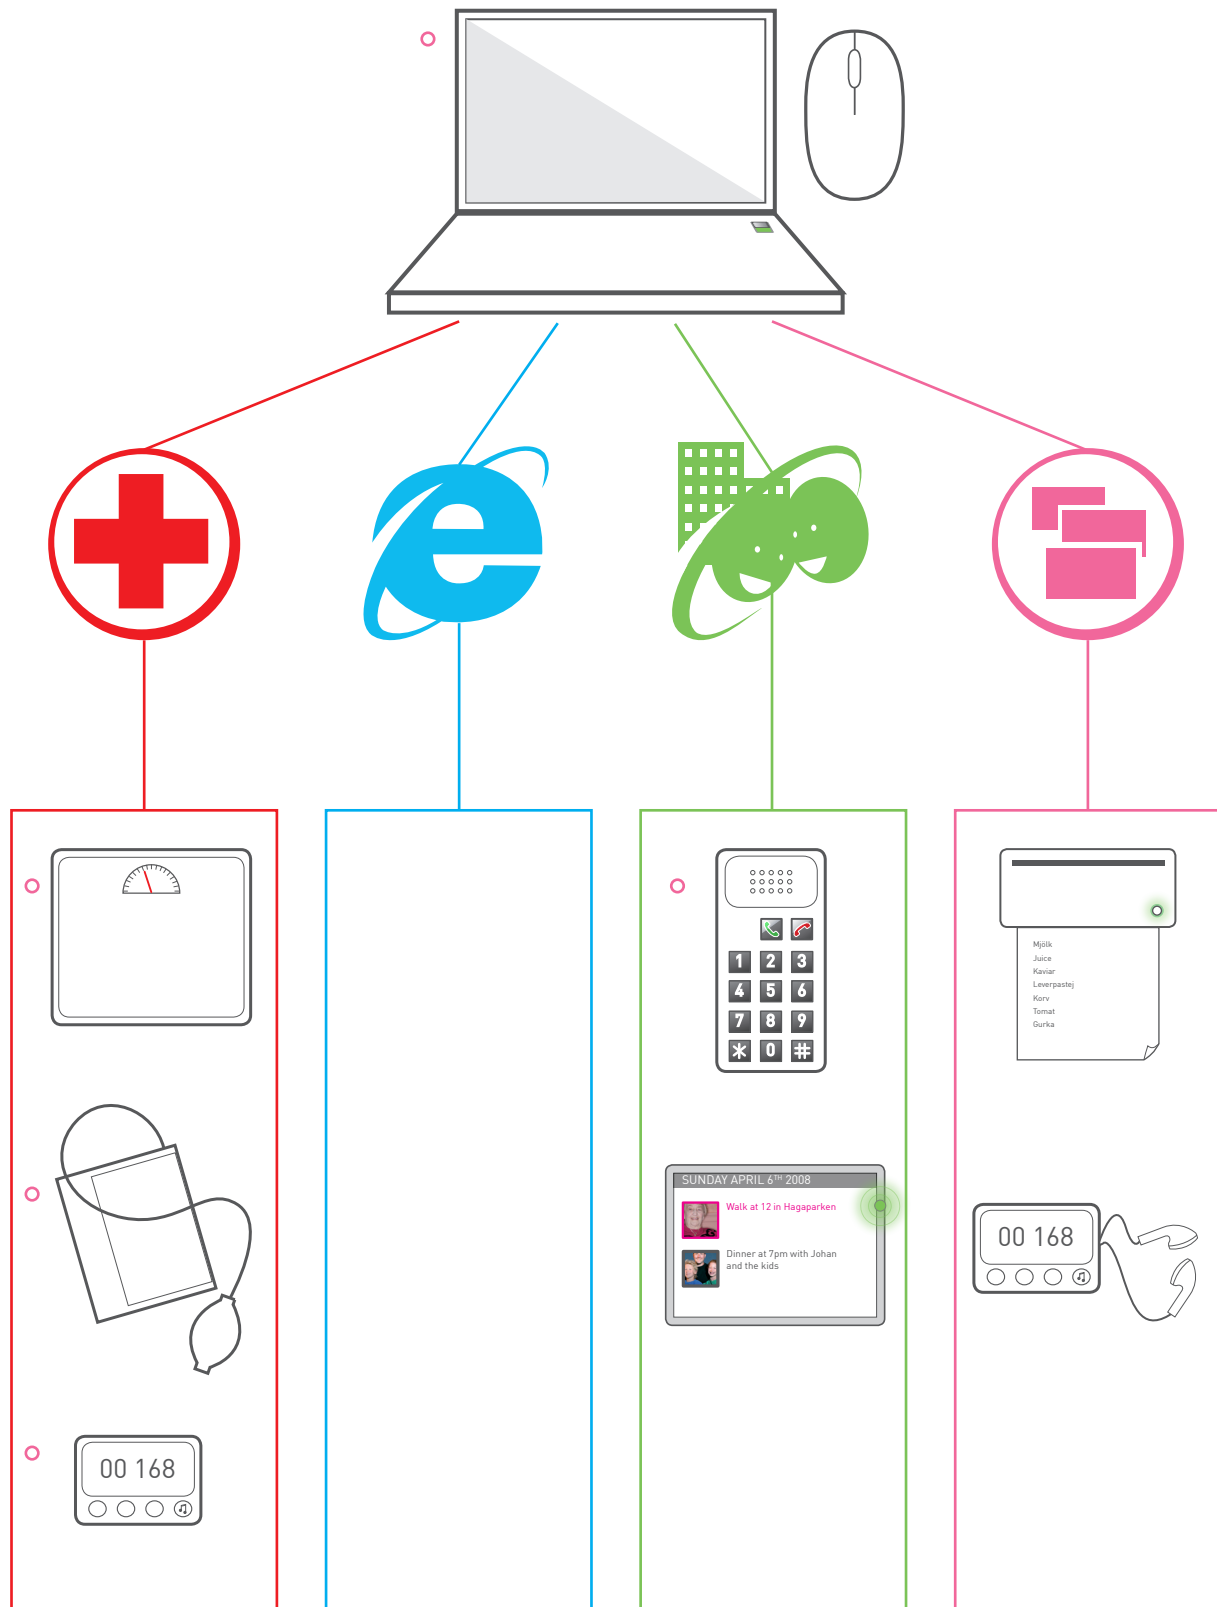 1 2 3
4 5 6
7 8 9
* 0 #
Mjölk
Juice
Kaviar
Leverpastej
Korv
Tomat
Gurka
SUNDAY APRIL 6TH 2008
Walk at 12 in Hagaparken
Dinner at 7pm with Johan
and the kids
00 168
00 168